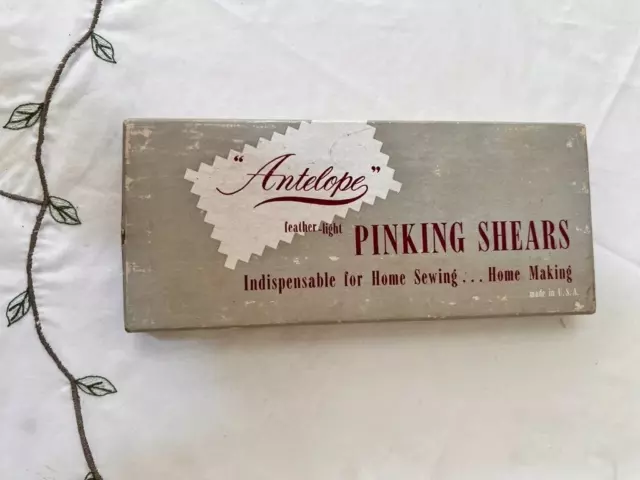 "Antelope"
feather-light PINKING SHEARS
Indispensable for Home Sewing... Home Making
made in U.S.A.